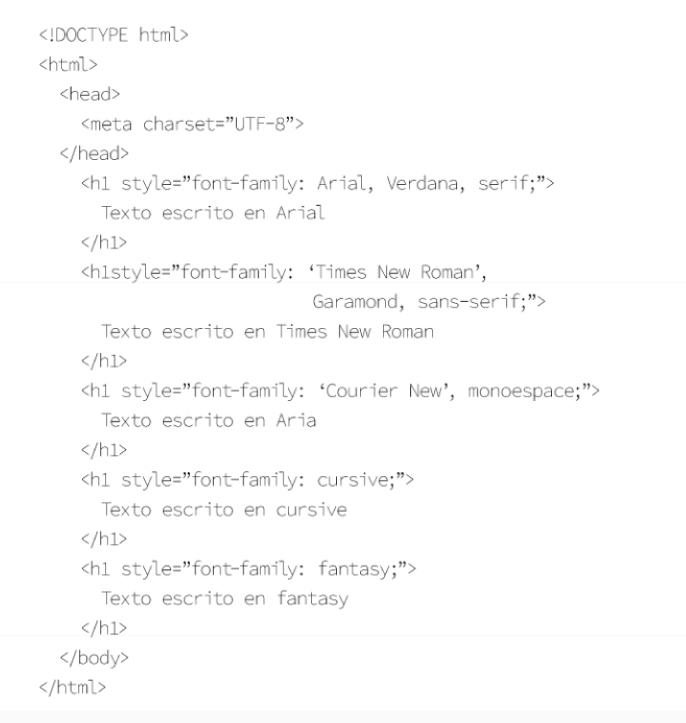 <!DOCTYPE html>
<html>
<head>
<meta charset=”UTF-8”>
</head>
<h1 style=”font-family: Arial, Verdana, serif;”>
Texto escrito en Arial
</h1>
<h1style=”font-family: ‘Times New Roman’,
Garamond, sans-serif;”>
Texto escrito en Times New Roman
</h1>
<h1 style=”font-family: ‘Courier New’, monoespace;”>
Texto escrito en Aria
</h1>
<h1 style=”font-family: cursive;”>
Texto escrito en cursive
</h1>
<h1 style=”font-family: fantasy;”>
Texto escrito en fantasy
</h1>
</body>
</html>